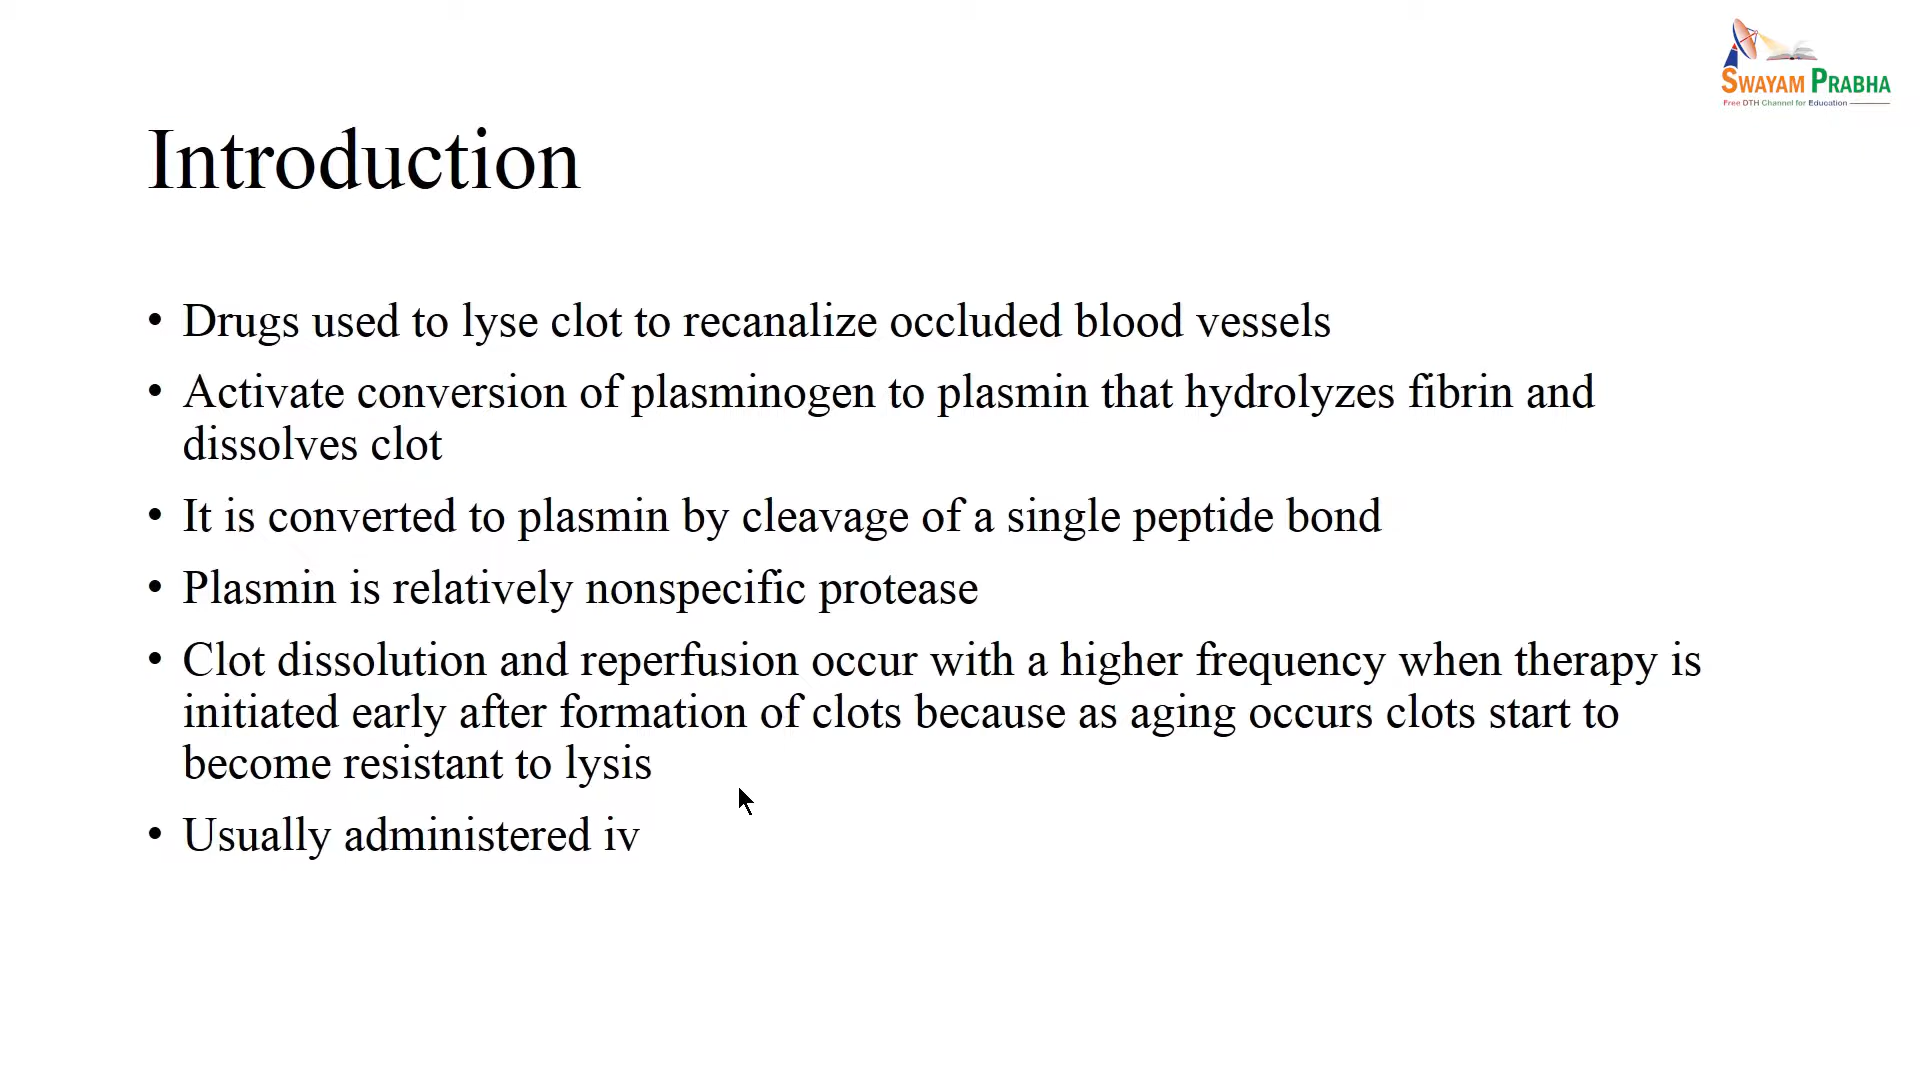 SWAYAM PRABHA
Free DTH Channel for Education
Introduction
• Drugs used to lyse clot to recanalize occluded blood vessels
• Activate conversion of plasminogen to plasmin that hydrolyzes fibrin and
dissolves clot
• It is converted to plasmin by cleavage of a single peptide bond
• Plasmin is relatively nonspecific protease
• Clot dissolution and reperfusion occur with a higher frequency when therapy is
initiated early after formation of clots because as aging occurs clots start to
become resistant to lysis
• Usually administered iv